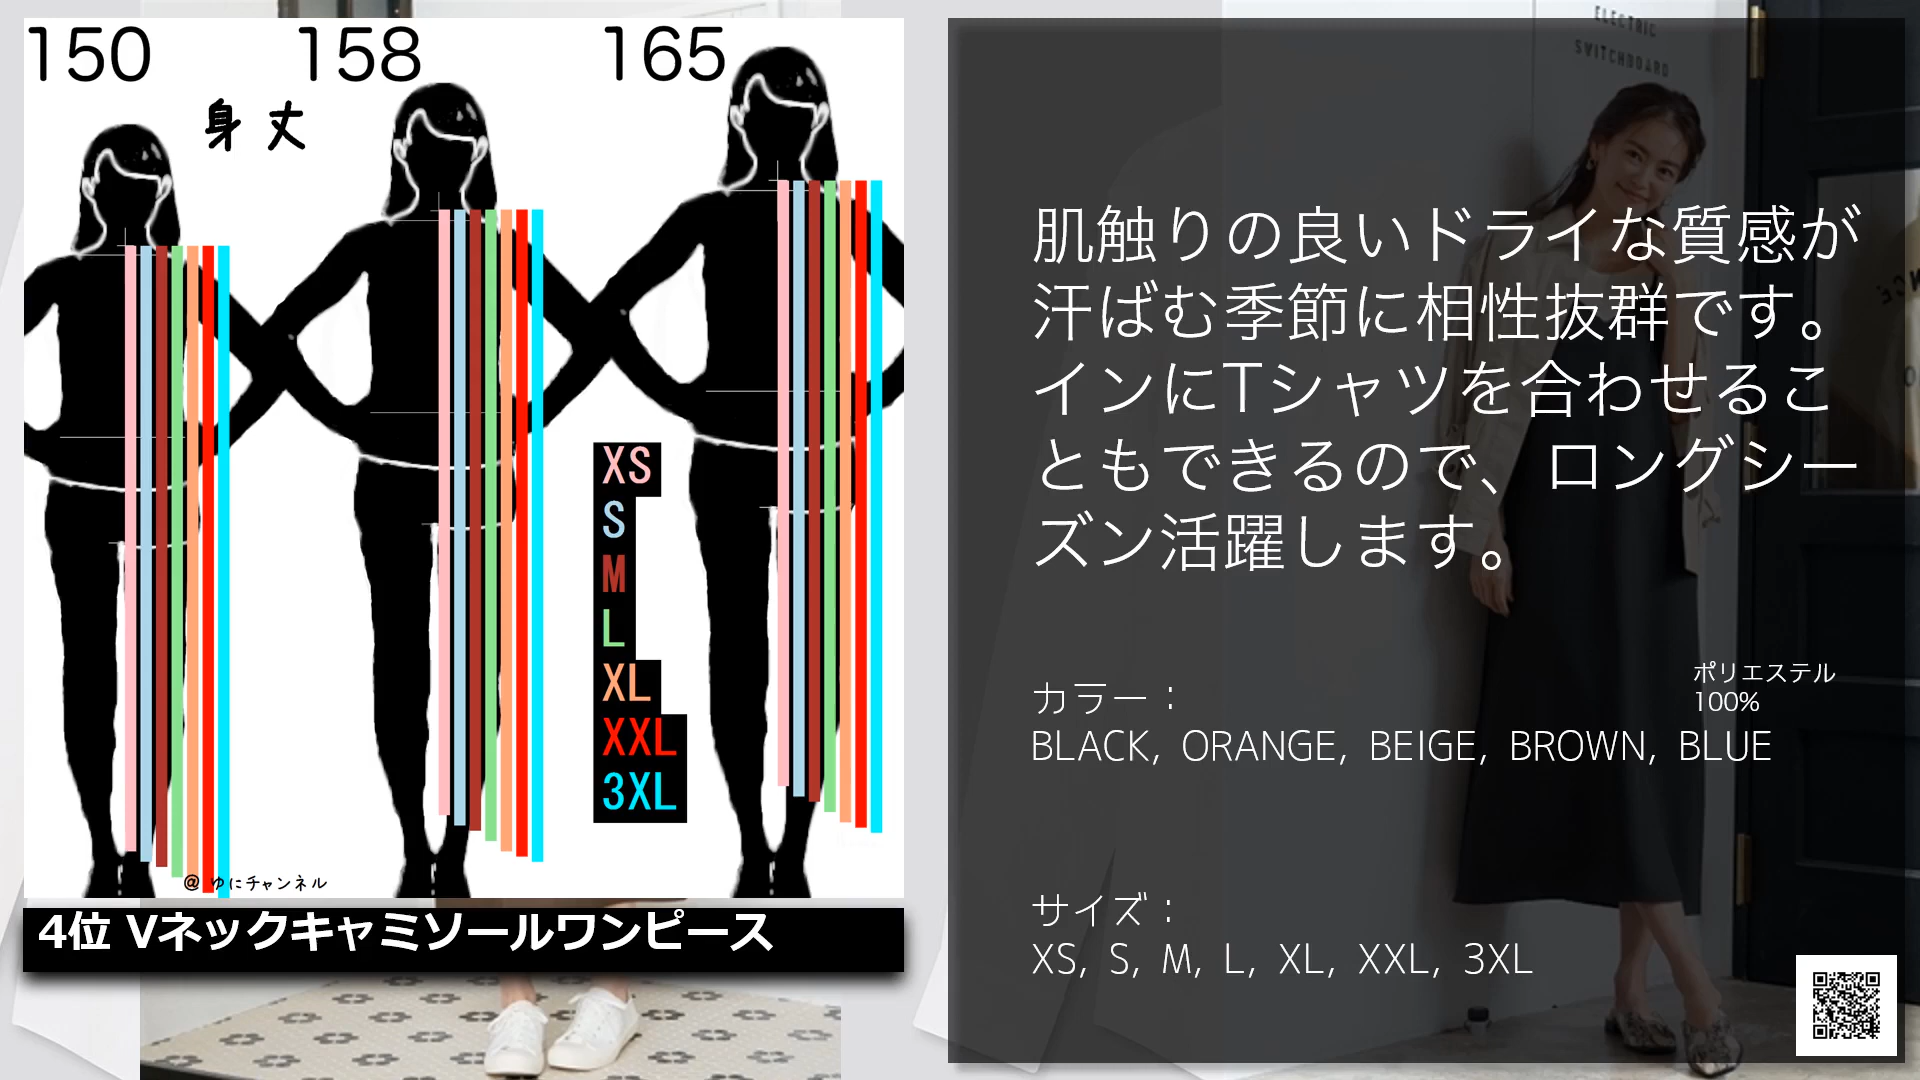 150
158
165
身丈
XS
S
M
L
XL
XXL
3XL
@ ゆにチャンネル
4位 Vネックキャミソールワンピース
ELECTRIC
SWITCHBOARD
肌触りの良いドライな質感が
汗ばむ季節に相性抜群です。
インにTシャツを合わせるこ
ともできるので、ロングシー
ズン活躍します。
ポリエステル
100%
カラー：
BLACK, ORANGE, BEIGE, BROWN, BLUE
サイズ：
XS, S, M, L, XL, XXL, 3XL